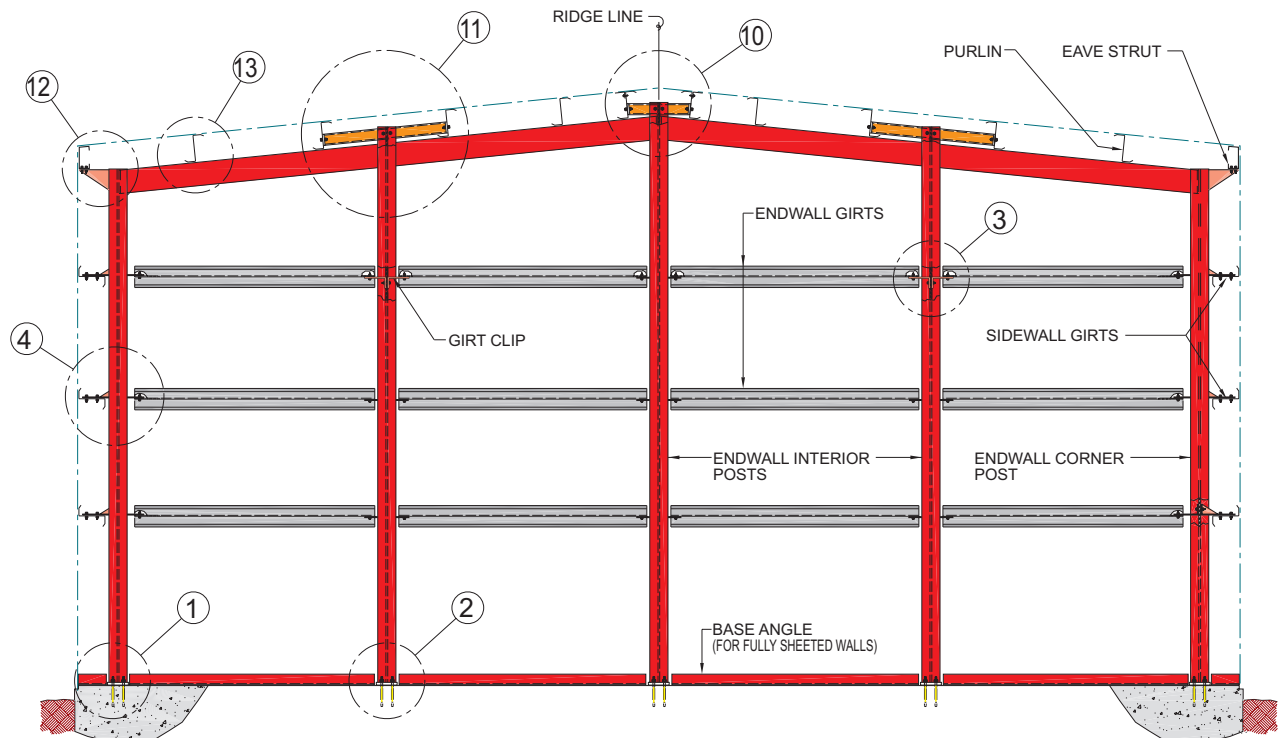 RIDGE LINE
11
10
13
12
PURLIN
EAVE STRUT
ENDWALL GIRTS
3
GIRT CLIP
SIDEWALL GIRTS
4
ENDWALL INTERIOR
POSTS
ENDWALL CORNER
POST
1
2
BASE ANGLE
(FOR FULLY SHEETED WALLS)